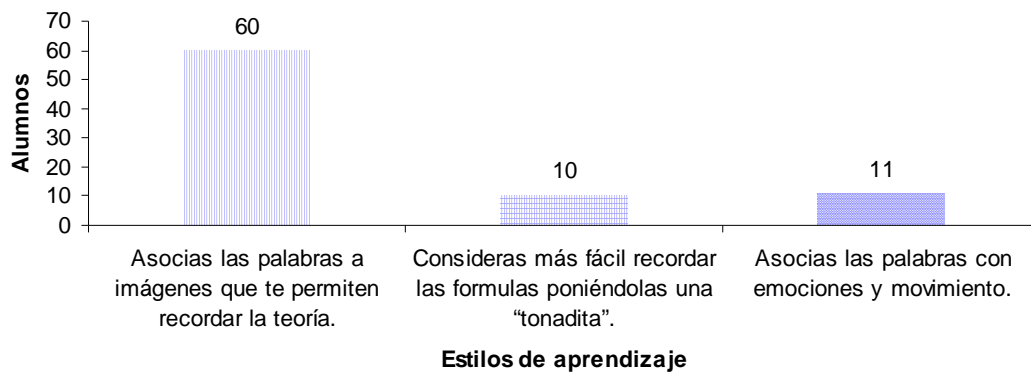 70
60
50
40
30
20
10
0
Alumnos
60
10
11
Asocias las palabras a
imágenes que te permiten
recordar la teoría.
Consideras más fácil recordar
las formulas poniéndolas una
“tonadita”.
Asocias las palabras con
emociones y movimiento.
Estilos de aprendizaje